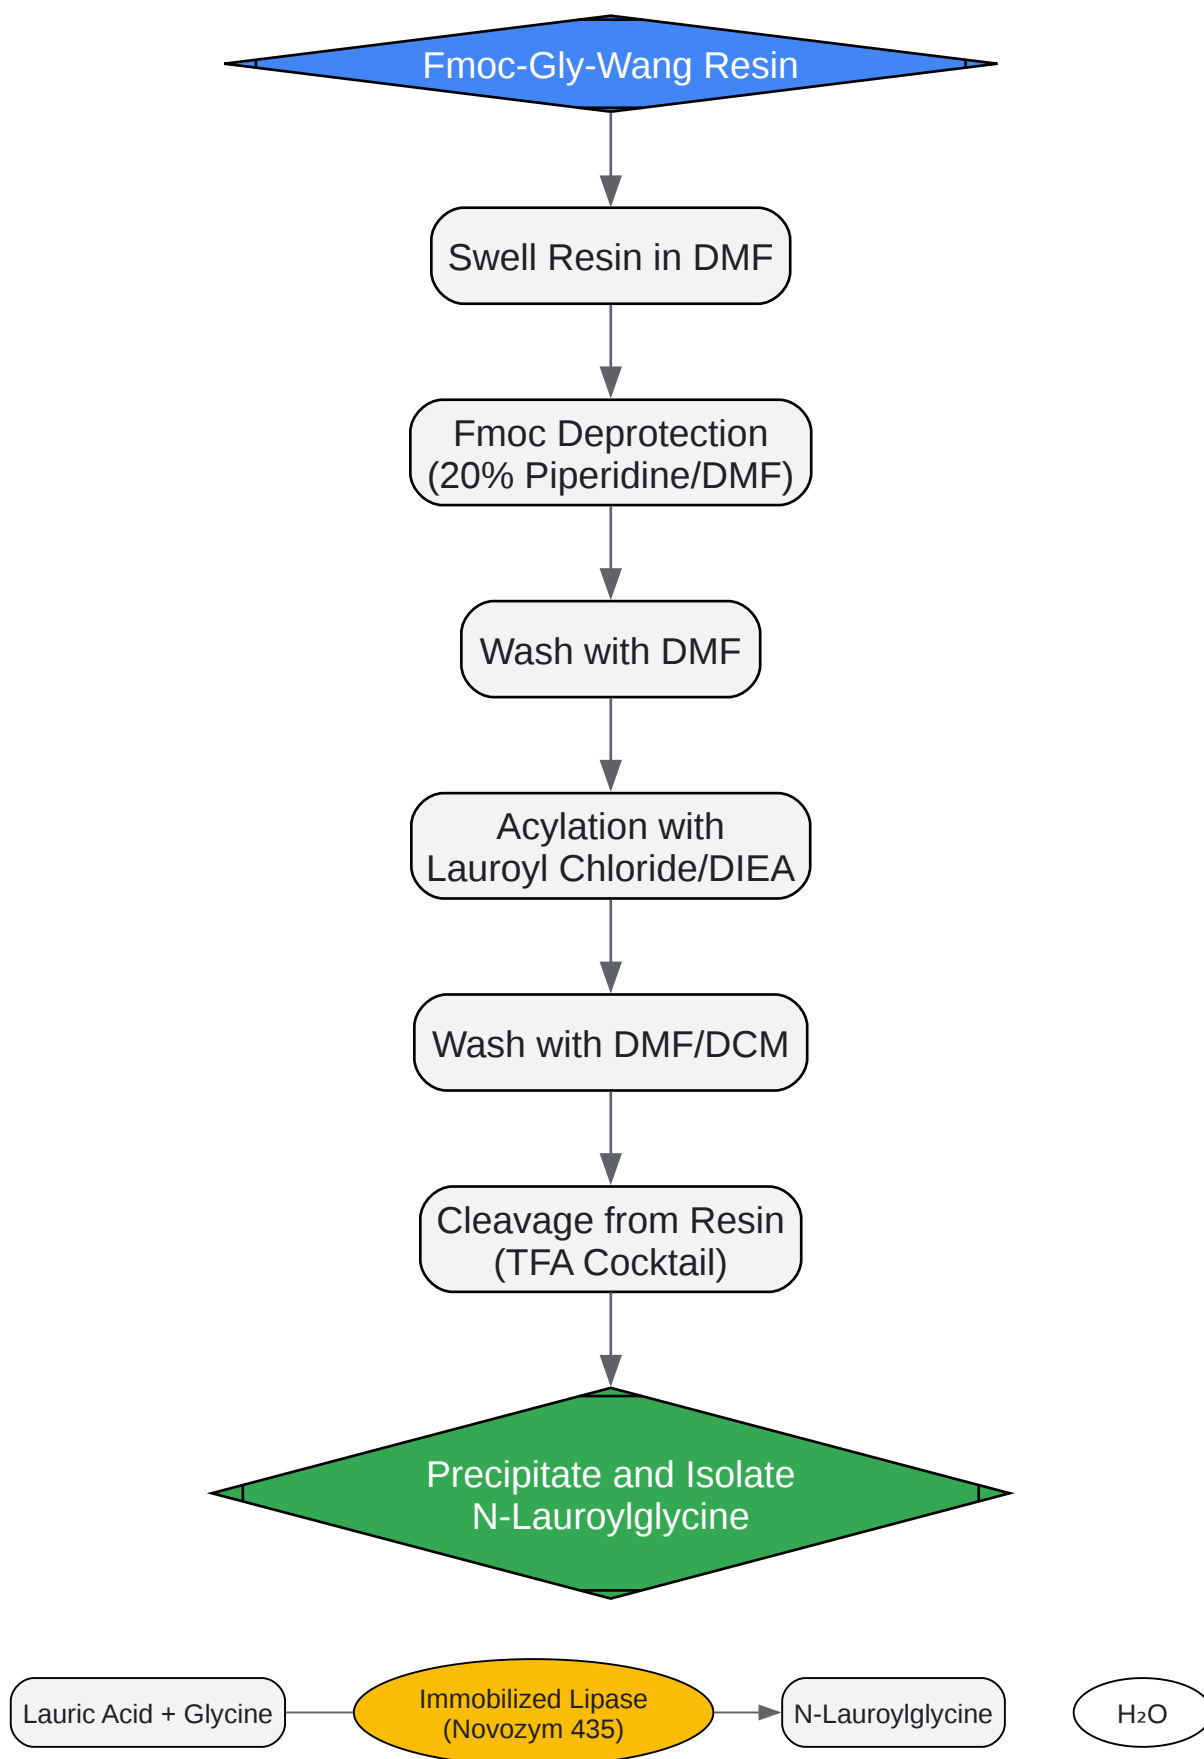 Fmoc-Gly-Wang Resin
Swell Resin in DMF
Fmoc Deprotection
(20% Piperidine/DMF)
Wash with DMF
Acylation with
Lauroyl Chloride/DIEA
Wash with DMF/DCM
Cleavage from Resin
(TFA Cocktail)
Precipitate and Isolate
N-Lauroylglycine
Lauric Acid + Glycine
Immobilized Lipase
(Novozym 435)
N-Lauroylglycine
H₂O